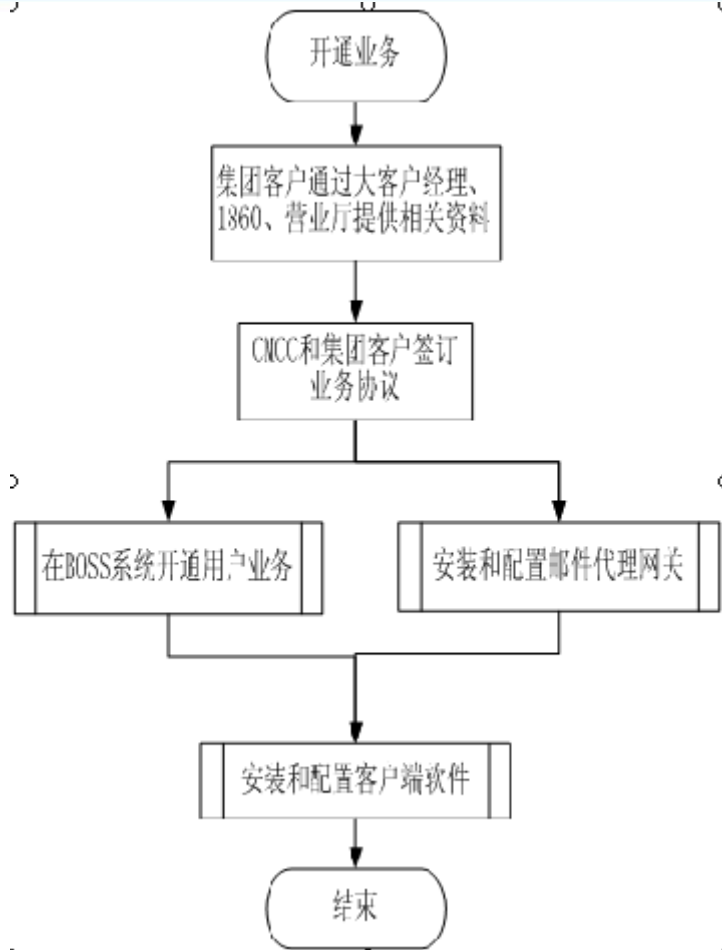 开通业务
集团客户通过大客户经理、
1860、营业厅提供相关资料
CMCC和集团客户签订
业务协议
在BOSS系统开通用户业务
安装和配置邮件代理网关
安装和配置客户端软件
结束